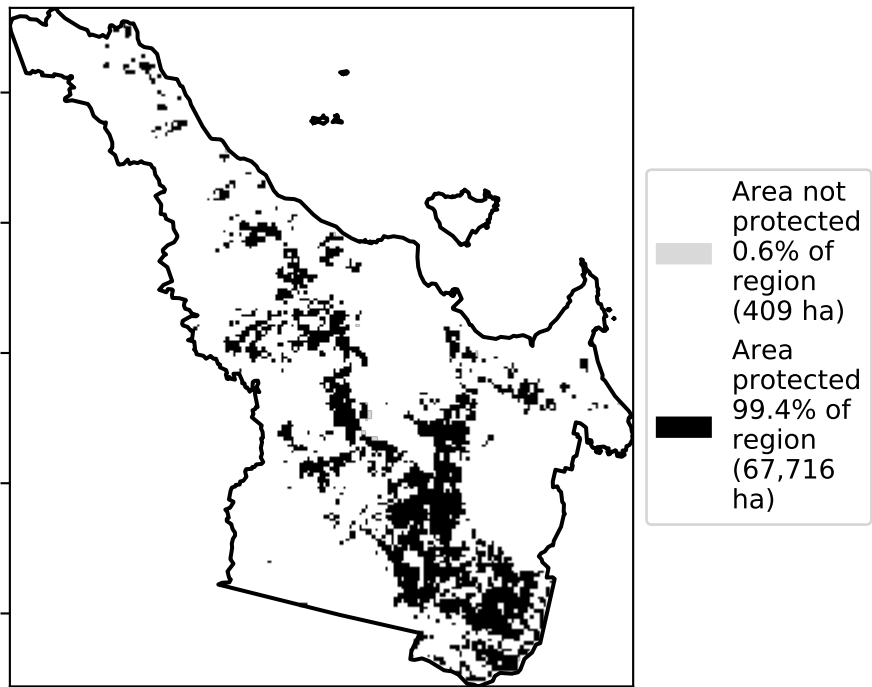 Area not
protected
0.6% of
region
(409 ha)
Area
protected
99.4% of
region
(67,716
ha)